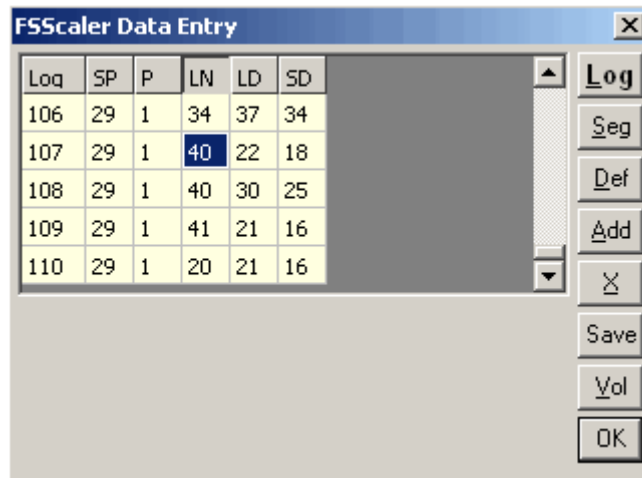 FSScaler Data Entry
Log SP P LN LD SD
106 29 1 34 37 34
107 29 1 40 22 18
108 29 1 40 30 25
109 29 1 41 21 16
110 29 1 20 21 16
Log
Seg
Def
Add
X
Save
Vol
OK